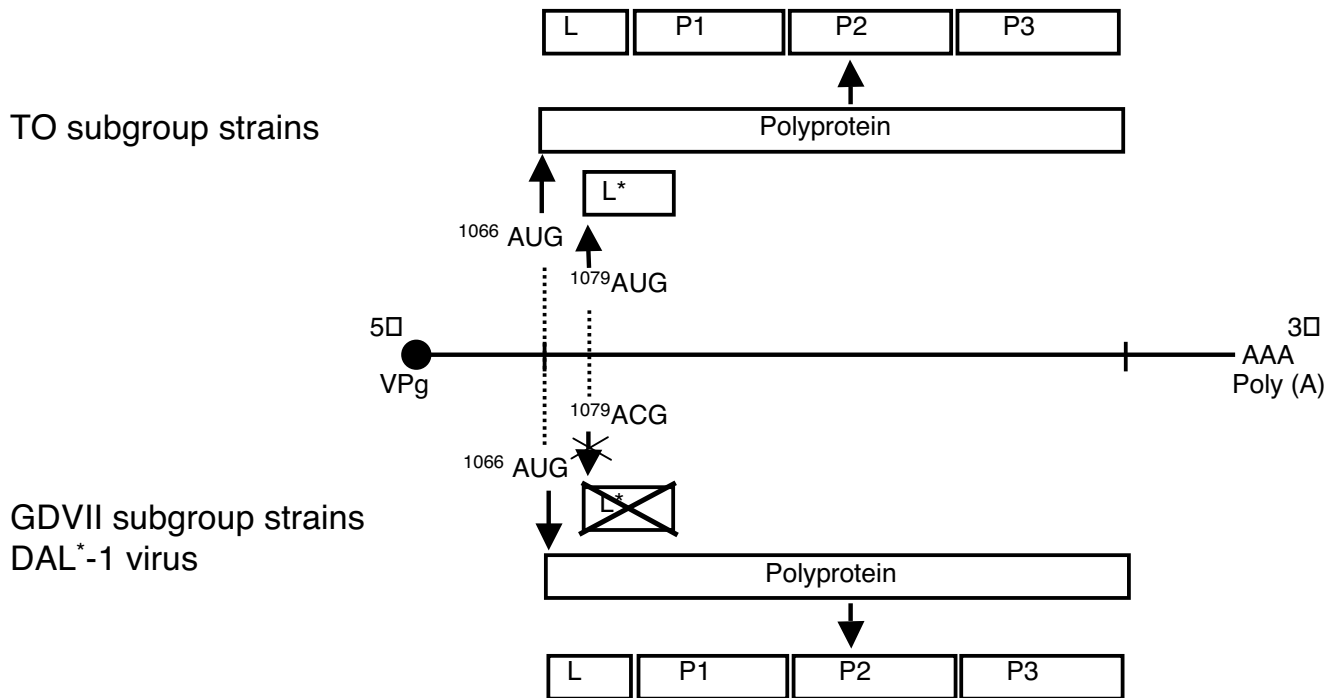 L P1 P2 P3
TO subgroup strains
Polyprotein
L*
1066 AUG
1079AUG
5□
3□
VPg
AAA
Poly (A)
1079ACG
1066 AUG
L*
GDVII subgroup strains
DAL*-1 virus
Polyprotein
L P1 P2 P3